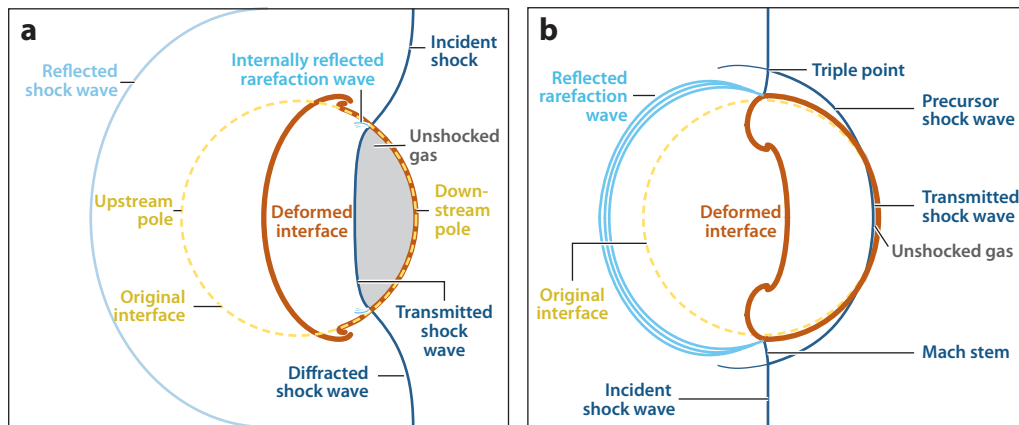 a
Incident
shock
Internally reflected
rarefaction wave
Reflected
shock wave
Unshocked
gas
Upstream
pole
Deformed
interface
Down-
stream
pole
Original
interface
Transmitted
shock
wave
Diffracted
shock wave
b
Triple point
Reflected
rarefaction
wave
Precursor
shock wave
Transmitted
shock wave
Deformed
interface
Unshocked gas
Original
interface
Mach stem
Incident
shock wave